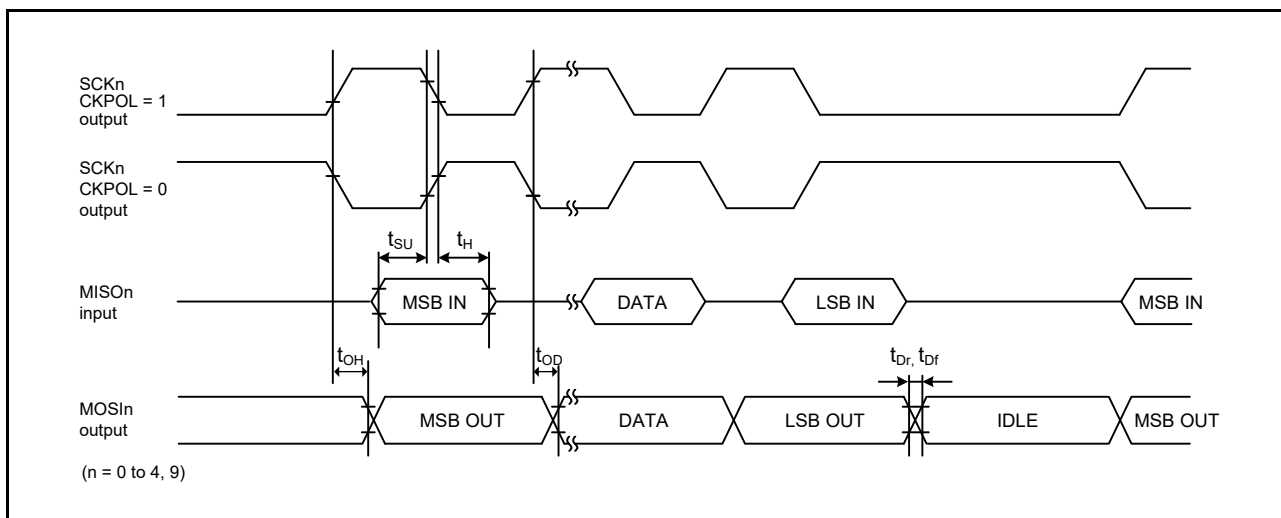 SCKn
CKPOL = 1
output
SCKn
CKPOL = 0
output
tSU
tH
MISOn
input
MSB IN
DATA
LSB IN
MSB IN
tOH
tOD
tDr, tDf
MOSIn
output
MSB OUT
DATA
LSB OUT
IDLE
MSB OUT
(n = 0 to 4, 9)